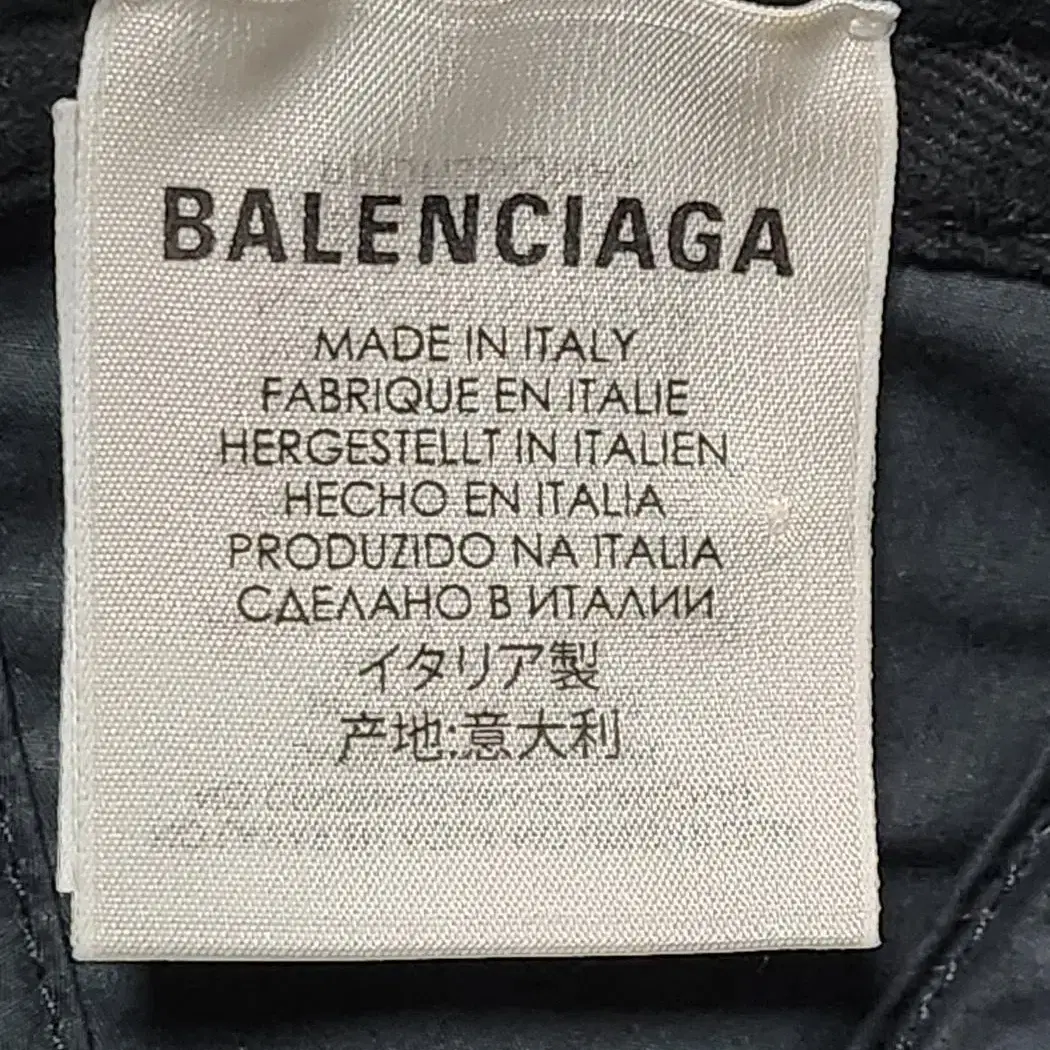 BALENCIAGA
MADE IN ITALY
FABRIQUE EN ITALIE
HERGESTELLT IN ITALIEN
HECHO EN ITALIA
PRODUZIDO NA ITALIA
СДЕЛАНО В ИТАЛИИ
イタリア製
产地:意大利